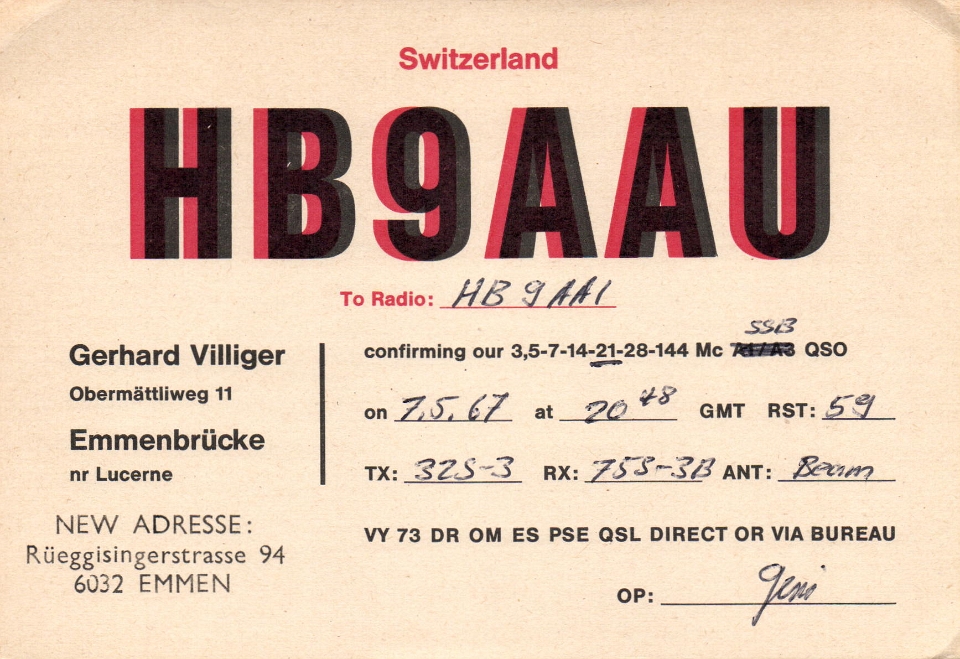 Switzerland
HB9AAU
To Radio: HB9AAI
Gerhard Villiger
Obermättliweg 11
Emmenbrücke
nr Lucerne
NEW ADRESSE:
Rüeggisingerstrasse 94
6032 EMMEN
SSB
confirming our 3,5-7-14-21-28-144 Mc A1/A3 QSO
on 7.5.67 at 20 48 GMT RST: 59
TX: 32S-3 RX: 75S-3B ANT: Beam
VY 73 DR OM ES PSE QSL DIRECT OR VIA BUREAU
OP: